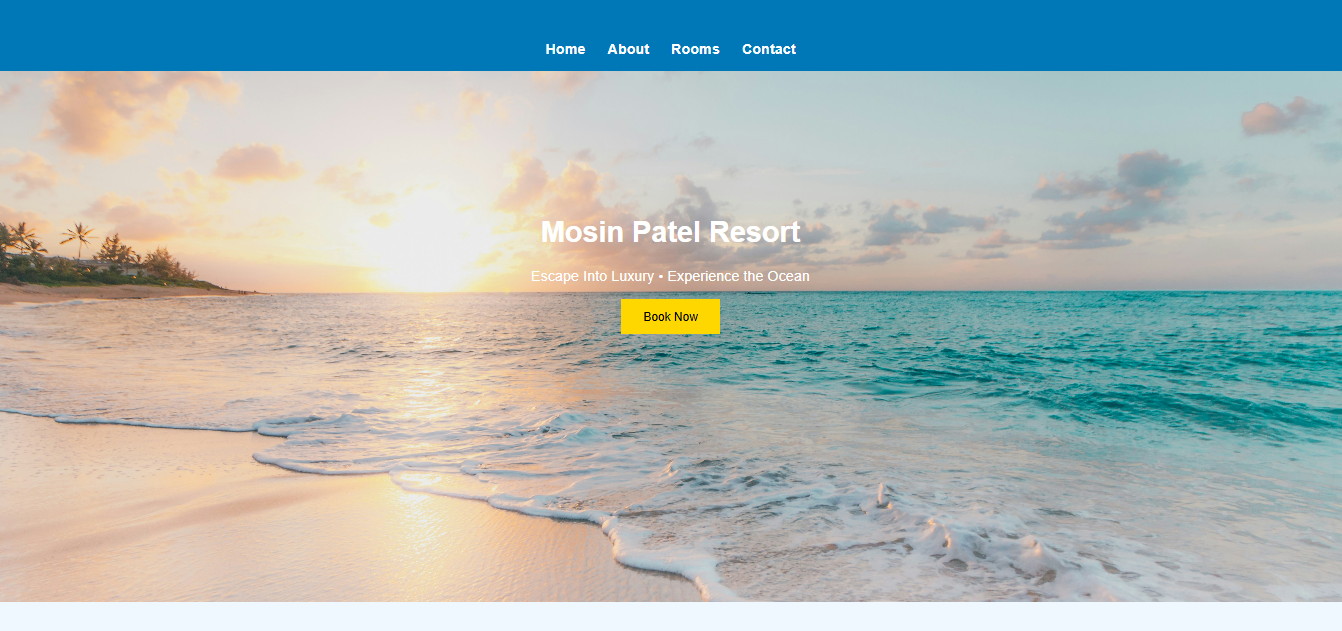 Home About Rooms Contact
Mosin Patel Resort
Escape Into Luxury • Experience the Ocean
Book Now